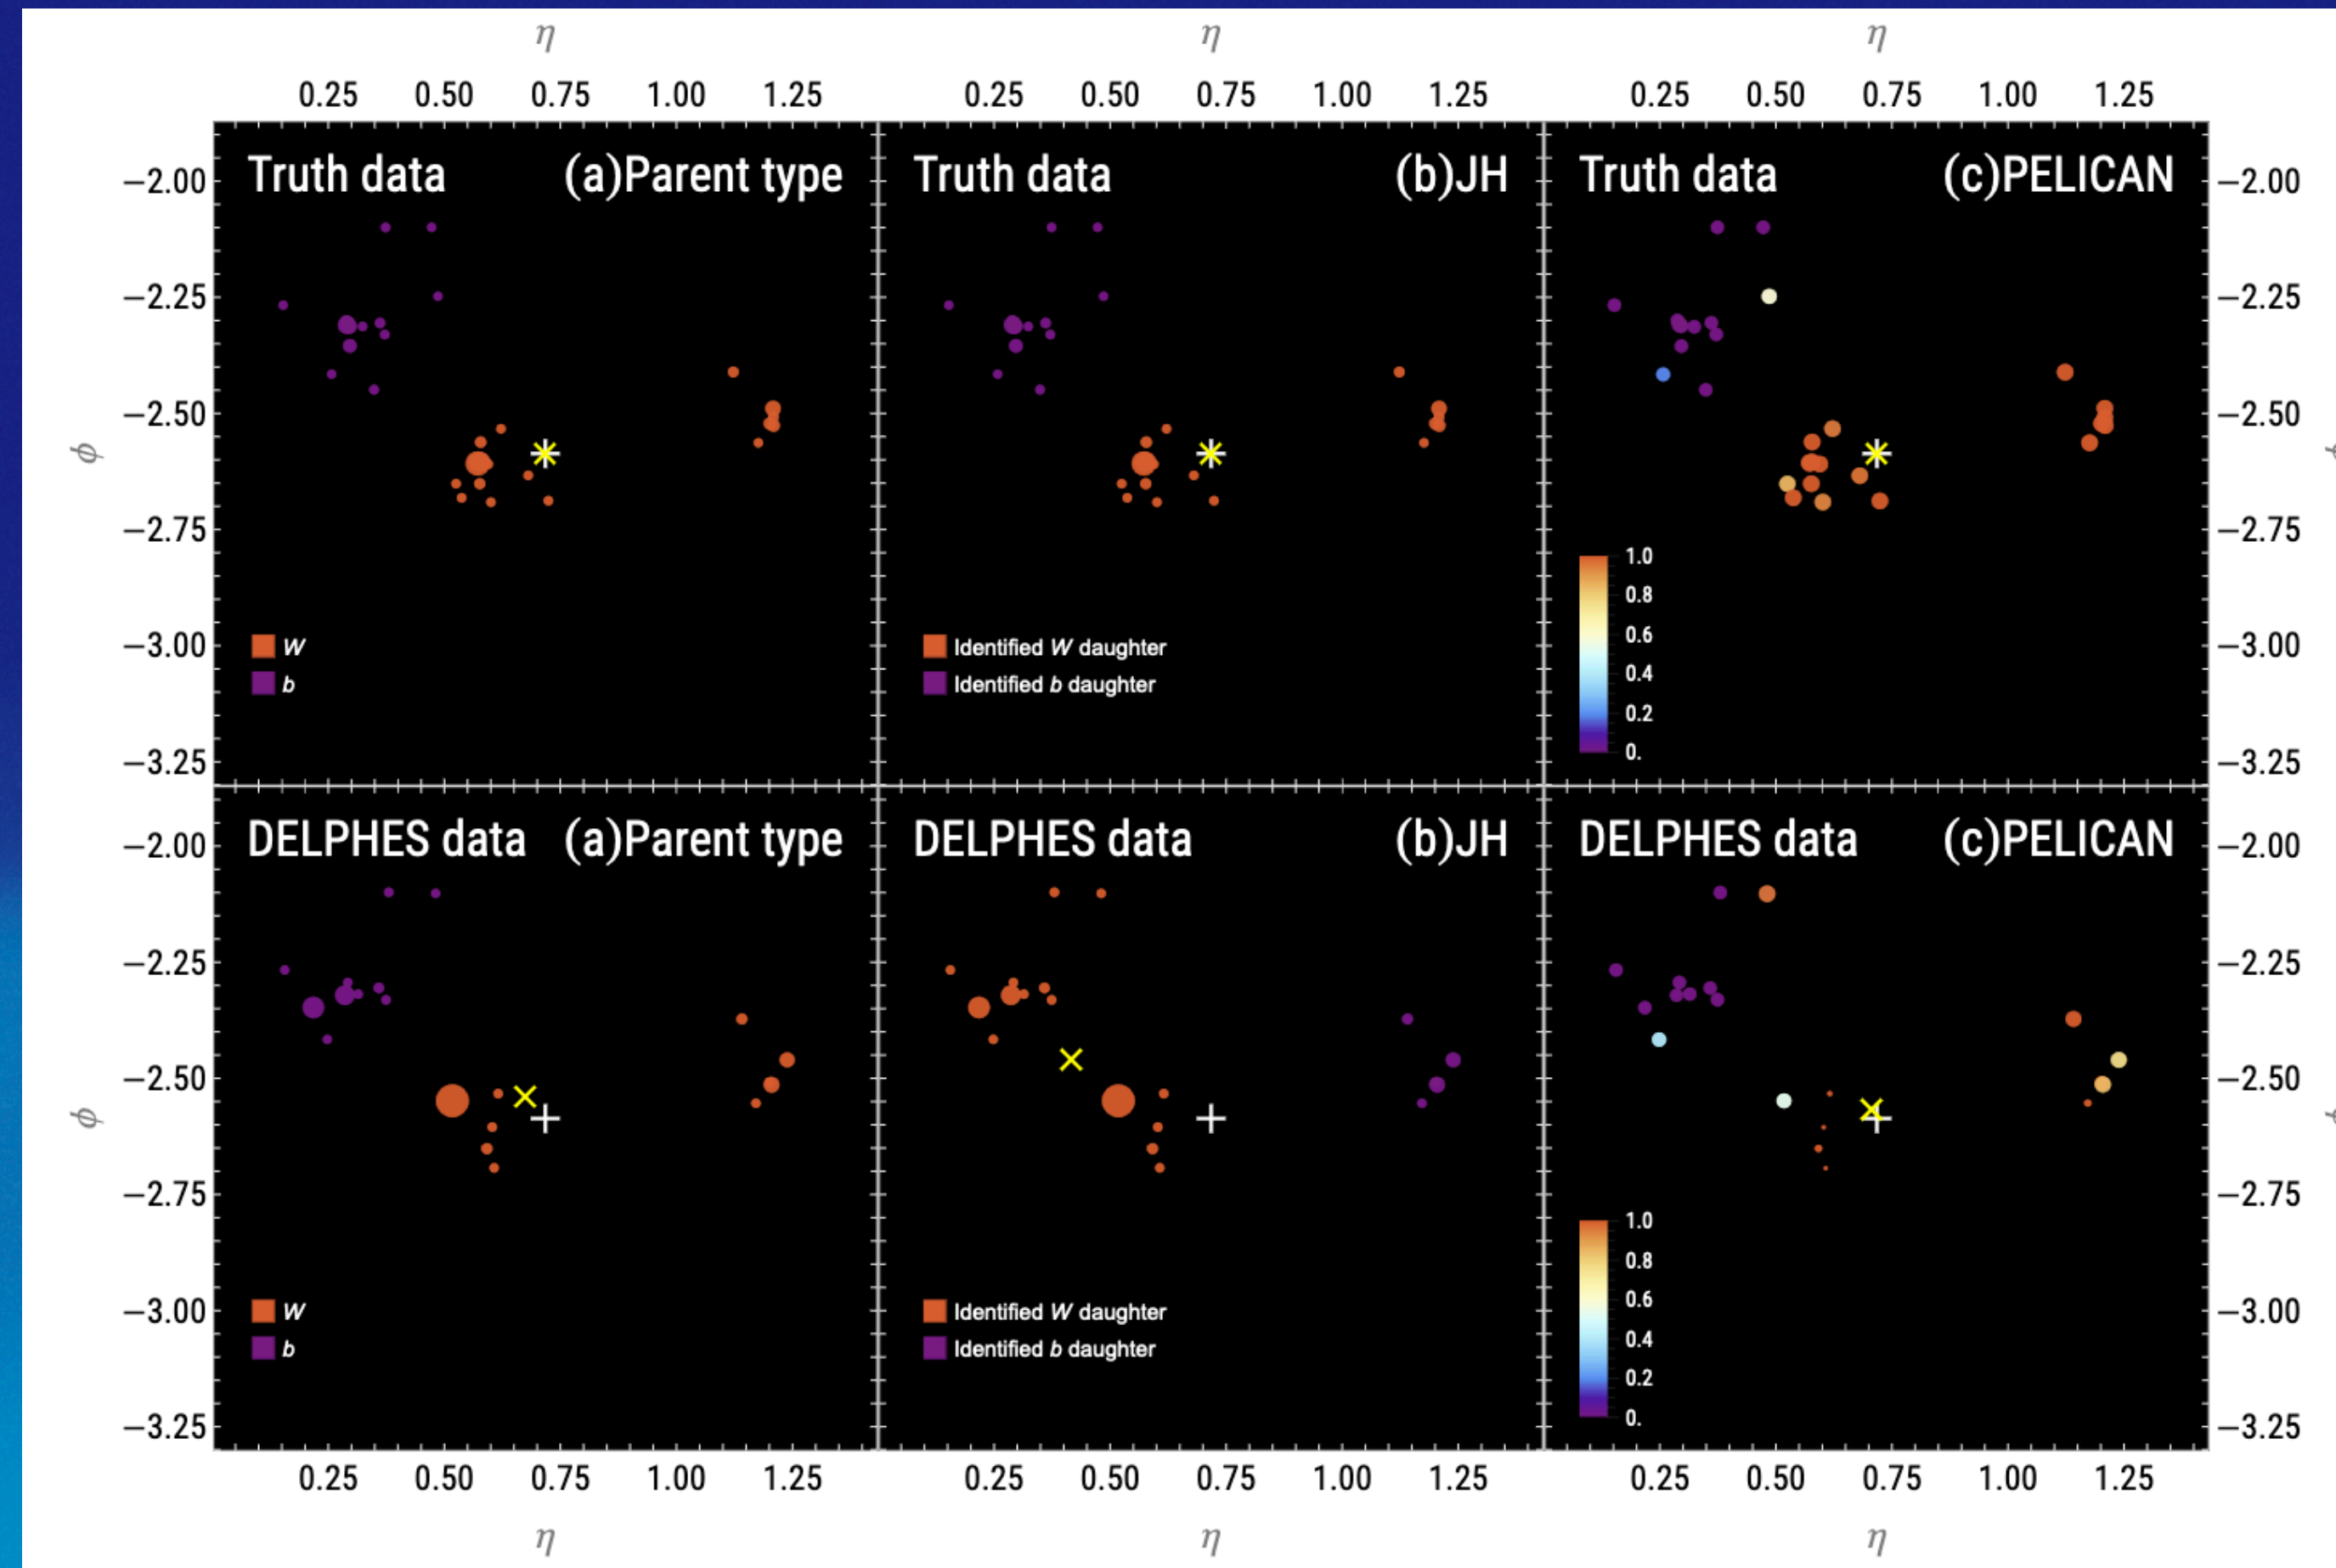 η η η
0.25 0.50 0.75 1.00 1.25 0.25 0.50 0.75 1.00 1.25 0.25 0.50 0.75 1.00 1.25
Truth data (a)Parent type Truth data (b)JH Truth data (c)PELICAN
−2.00 −2.00
−2.25 −2.25
−2.50 −2.50
ϕ
−2.75 −2.75
1.0
0.8
0.6
−3.00 W Identified W daughter 0.4 −3.00
b Identified b daughter 0.2
0.
−3.25 −3.25
DELPHES data (a)Parent type DELPHES data (b)JH DELPHES data (c)PELICAN
−2.00 −2.00
−2.25 −2.25
−2.50 −2.50
ϕ
−2.75 −2.75
1.0
0.8
0.6
−3.00 W Identified W daughter 0.4 −3.00
b Identified b daughter 0.2
0.
−3.25 −3.25
0.25 0.50 0.75 1.00 1.25 0.25 0.50 0.75 1.00 1.25 0.25 0.50 0.75 1.00 1.25
η η η